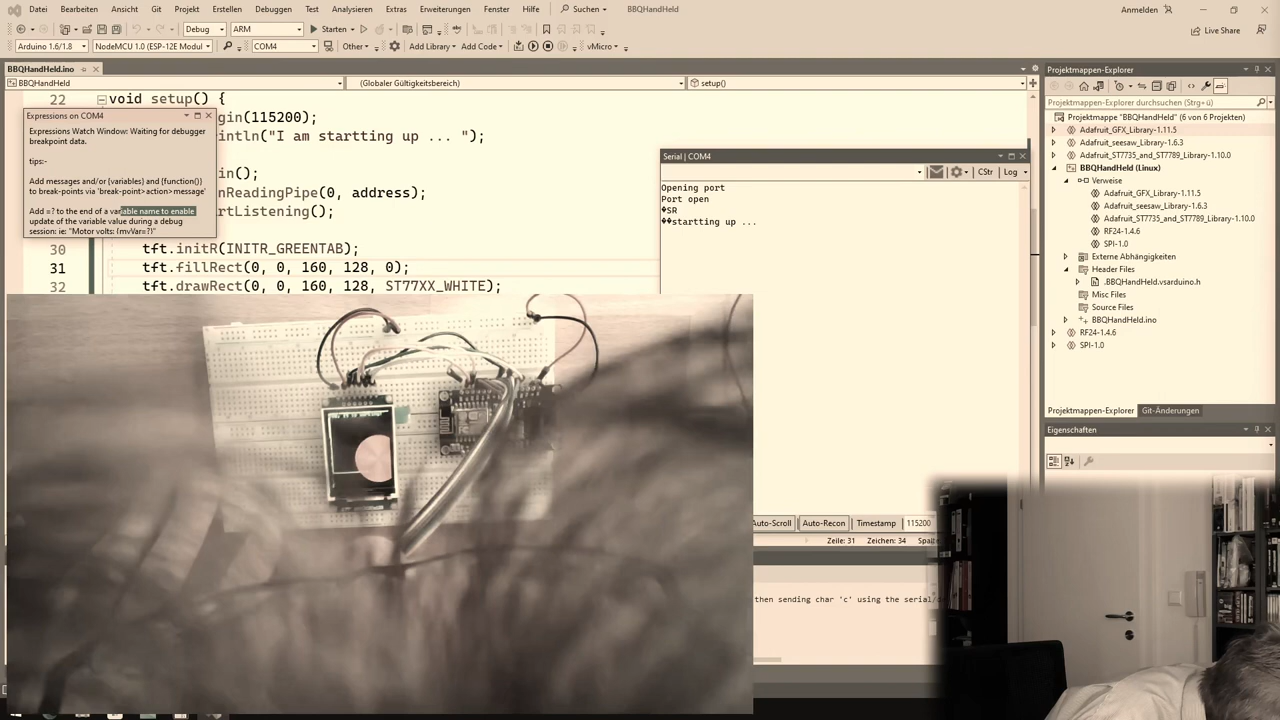 Datei Bearbeiten Ansicht Git Projekt Erstellen Debuggen Test Analysieren Extras Erweiterungen Fenster Hilfe Suchen BBQHandHeld Anmelden
Debug ARM Starten Live Share
Arduino 1.6/1.8 NodeMCU 1.0 (ESP-12E Modul COM4 Other Add Library Add Code vMicro
BBQHandHeld.ino
BBQHandHeld (Globaler Gültigkeitsbereich) setup()
22 void setup() {
gin(115200);
ntln("I am startting up ... ");
in();
nReadingPipe(0, address);
rtListening();
30 tft.initR(INITR_GREENTAB);
31 tft.fillRect(0, 0, 160, 128, 0);
32 tft.drawRect(0, 0, 160, 128, ST77XX_WHITE);
Expressions on COM4
Expressions Watch Window: Waiting for debugger
breakpoint data.
tips:-
Add messages and/or {variables} and {function()}
to break-points via 'break-point>action>message'
Add =? to the end of a variable name to enable
update of the variable value during a debug
session: ie: "Motor volts: {mvVar=?}"
Serial | COM4
CStr Log
Opening port
Port open
�SR
��startting up ...
Auto-Scroll Auto-Recon Timestamp 115200
Zeile: 31 Zeichen: 34
then sending char 'c' using the serial/
Projektmappen-Explorer
Projektmappen-Explorer durchsuchen (Strg+ü)
Projektmappe "BBQHandHeld" (6 von 6 Projekten)
Adafruit_GFX_Library-1.11.5
Adafruit_seesaw_Library-1.6.3
Adafruit_ST7735_and_ST7789_Library-1.10.0
BBQHandHeld (Linux)
Verweise
Adafruit_GFX_Library-1.11.5
Adafruit_seesaw_Library-1.6.3
Adafruit_ST7735_and_ST7789_Library-1.10.0
RF24-1.4.6
SPI-1.0
Externe Abhängigkeiten
Header Files
.BBQHandHeld.vsarduino.h
Misc Files
Source Files
BBQHandHeld.ino
RF24-1.4.6
SPI-1.0
Projektmappen-Explorer Git-Änderungen
Eigenschaften